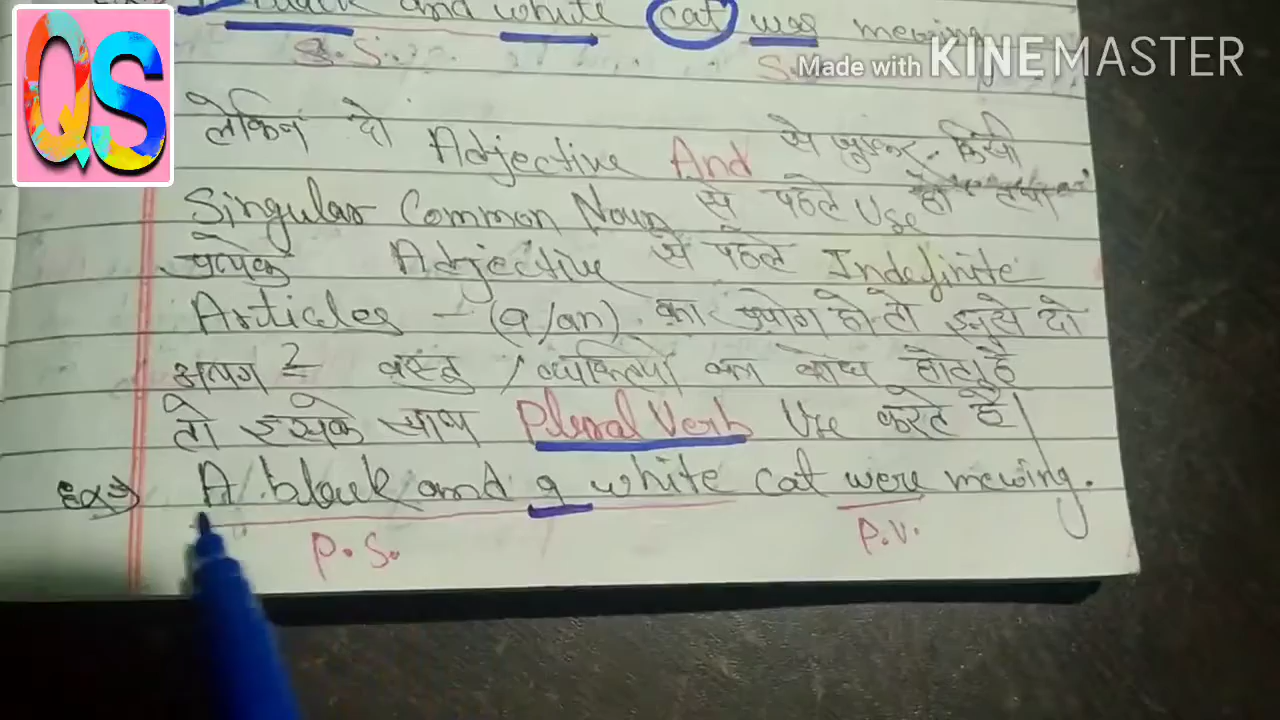 black and white cat was mewing
S.S.
QS
Made with KINEMASTER
लेकिन दो Adjective And से जुड़कर किसी
Singular Common Noun से पहले Use हो तथा
प्रत्येक Adjective से पहले Indefinite
Articles - (a/an) का प्रयोग हो तो इनसे दो
अलग 2 वस्तु / व्यक्तियों का बोध होता है
तो इसके साथ Plural Verb Use करते हैं।
Ex→ A black and a white cat were mewing.
P.S. P.V.